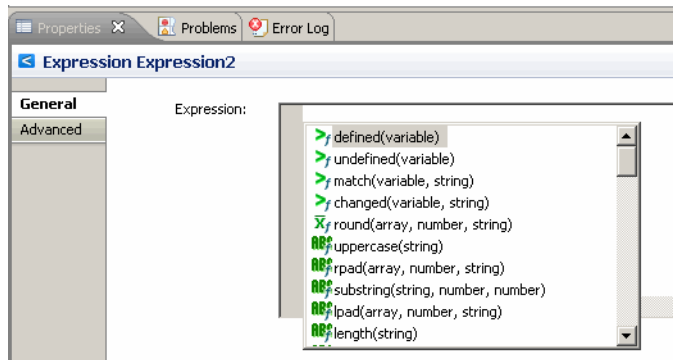 Properties Problems Error Log
Expression Expression2
General
Expression:
Advanced
defined(variable)
undefined(variable)
match(variable, string)
changed(variable, string)
round(array, number, string)
uppercase(string)
rpad(array, number, string)
substring(string, number, number)
lpad(array, number, string)
length(string)